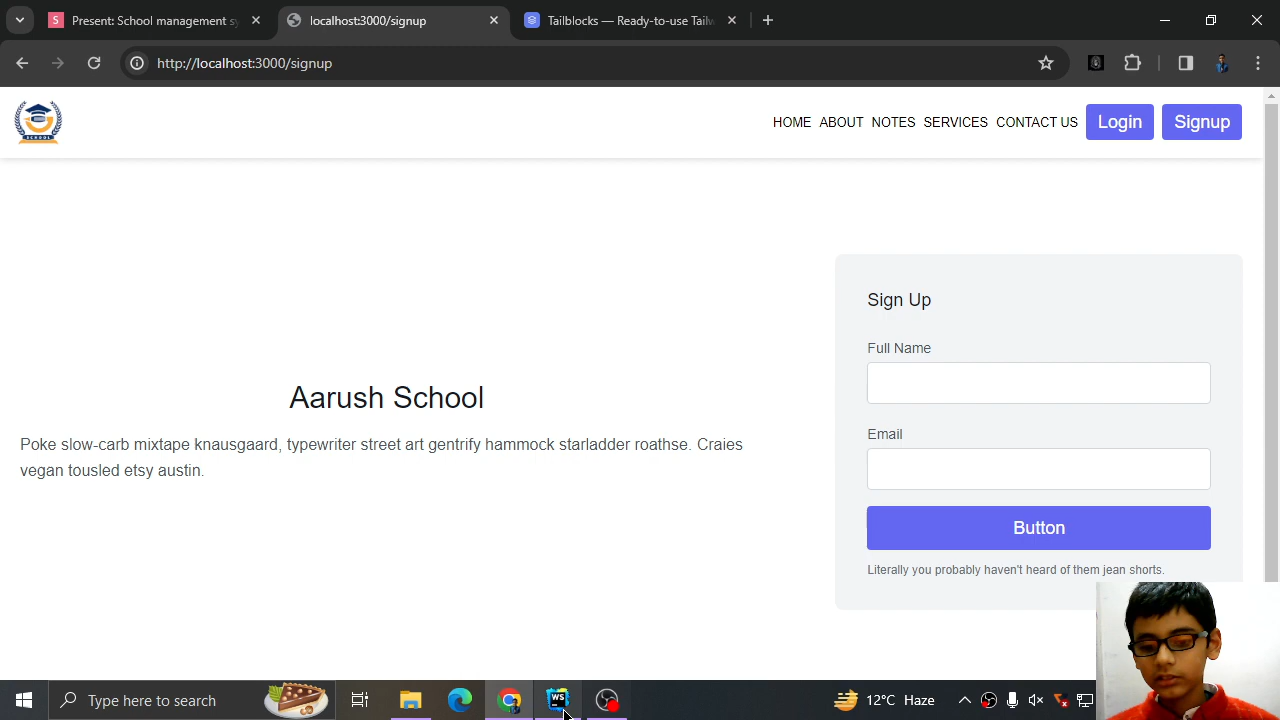 Present: School management sy
localhost:3000/signup
Tailblocks — Ready-to-use Tailw
http://localhost:3000/signup
SCHOOL
HOME ABOUT NOTES SERVICES CONTACT US Login Signup
Aarush School
Poke slow-carb mixtape knausgaard, typewriter street art gentrify hammock starladder roathse. Craies
vegan tousled etsy austin.
Sign Up
Full Name
Email
Button
Literally you probably haven't heard of them jean shorts.
Type here to search
WS
12°C Haze